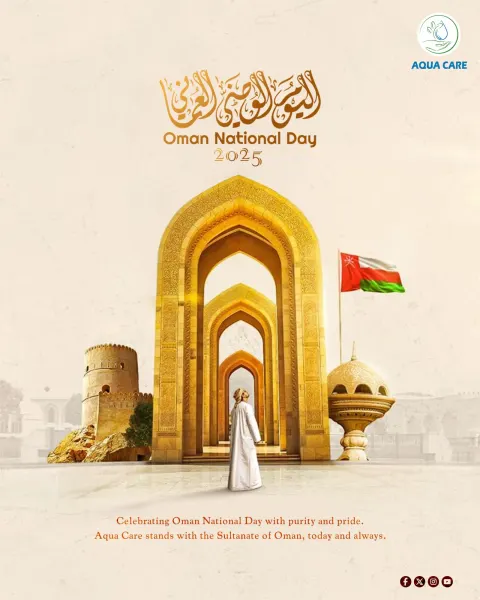 AQUA CARE
اليوم الوطني العماني
Oman National Day
2025
Celebrating Oman National Day with purity and pride.
Aqua Care stands with the Sultanate of Oman, today and always.